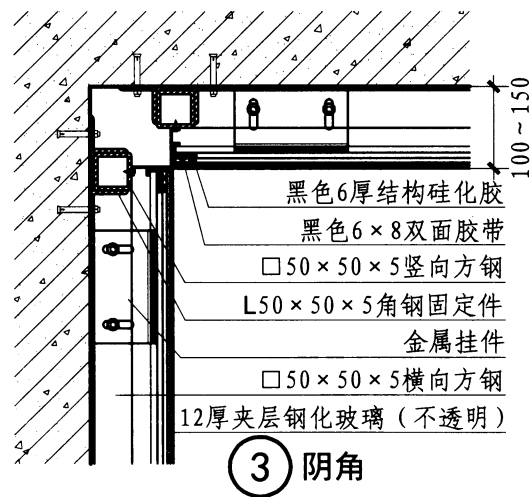 100~150
黑色6厚结构硅化胶
黑色6×8双面胶带
□50×50×5竖向方钢
L50×50×5角钢固定件
金属挂件
□50×50×5横向方钢
12厚夹层钢化玻璃（不透明）
3 阴角